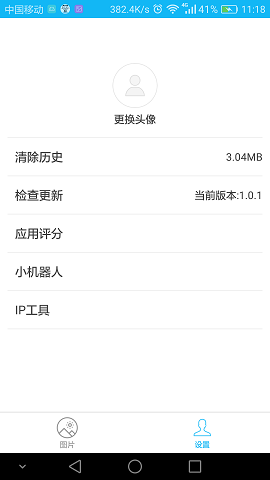 中国移动 382.4K/s 4G 41% 11:18
更换头像
清除历史 3.04MB
检查更新 当前版本:1.0.1
应用评分
小机器人
IP工具
图片 设置